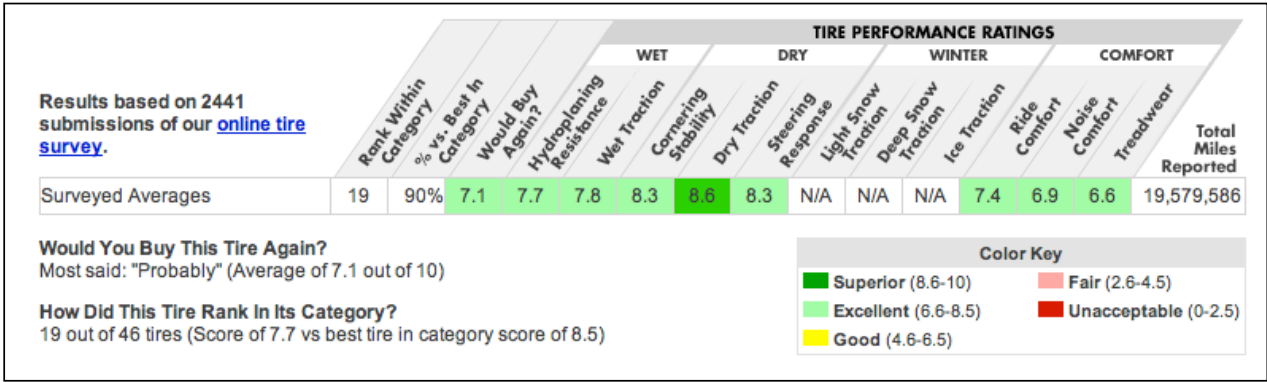 TIRE PERFORMANCE RATINGS
WET DRY WINTER COMFORT
Results based on 2441
submissions of our online tire
survey.
Rank Within
Category
% vs. Best In
Category
Would Buy
Again?
Hydroplaning
Resistance
Wet Traction
Cornering
Stability
Dry Traction
Steering
Response
Light Snow
Traction
Deep Snow
Traction
Ice Traction
Ride
Comfort
Noise
Comfort
Treadwear
Total
Miles
Reported
Surveyed Averages 19 90% 7.1 7.7 7.8 8.3 8.6 8.3 N/A N/A N/A 7.4 6.9 6.6 19,579,586
Would You Buy This Tire Again?
Most said: "Probably" (Average of 7.1 out of 10)
How Did This Tire Rank In Its Category?
19 out of 46 tires (Score of 7.7 vs best tire in category score of 8.5)
Color Key
Superior (8.6-10) Fair (2.6-4.5)
Excellent (6.6-8.5) Unacceptable (0-2.5)
Good (4.6-6.5)